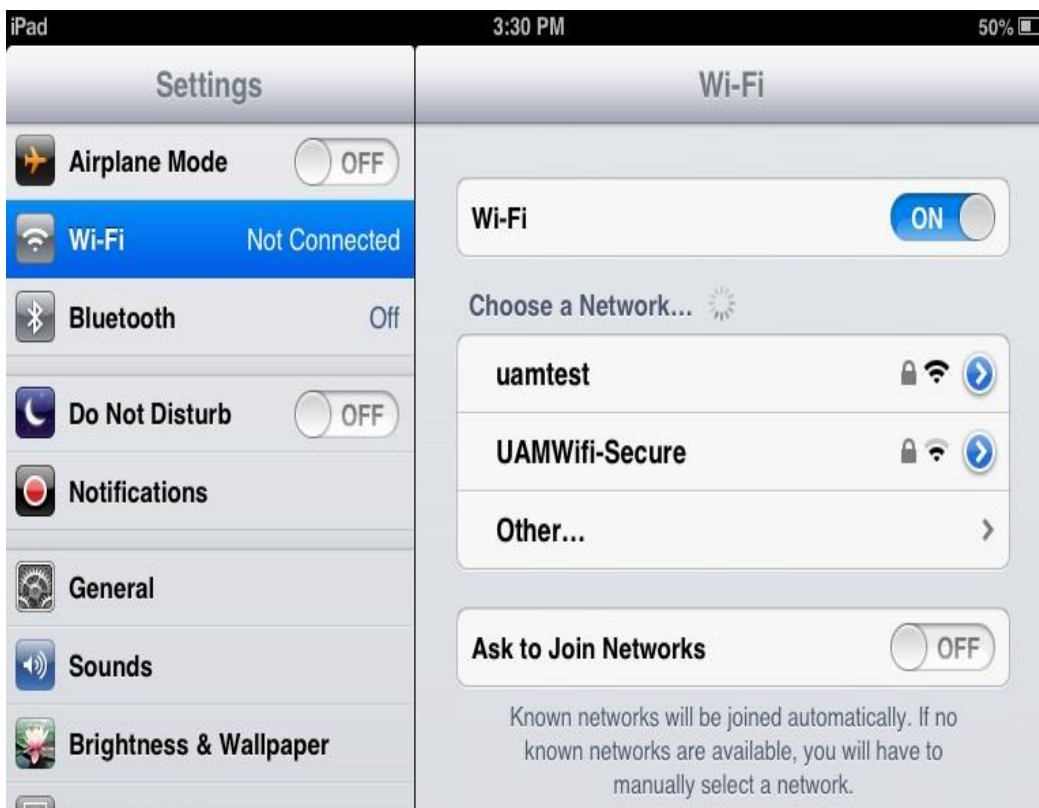 iPad
3:30 PM
50%
Settings
Airplane Mode OFF
Wi-Fi Not Connected
Bluetooth Off
Do Not Disturb OFF
Notifications
General
Sounds
Brightness & Wallpaper
Wi-Fi
Wi-Fi ON
Choose a Network...
uamtest
UAMWifi-Secure
Other...
Ask to Join Networks OFF
Known networks will be joined automatically. If no
known networks are available, you will have to
manually select a network.